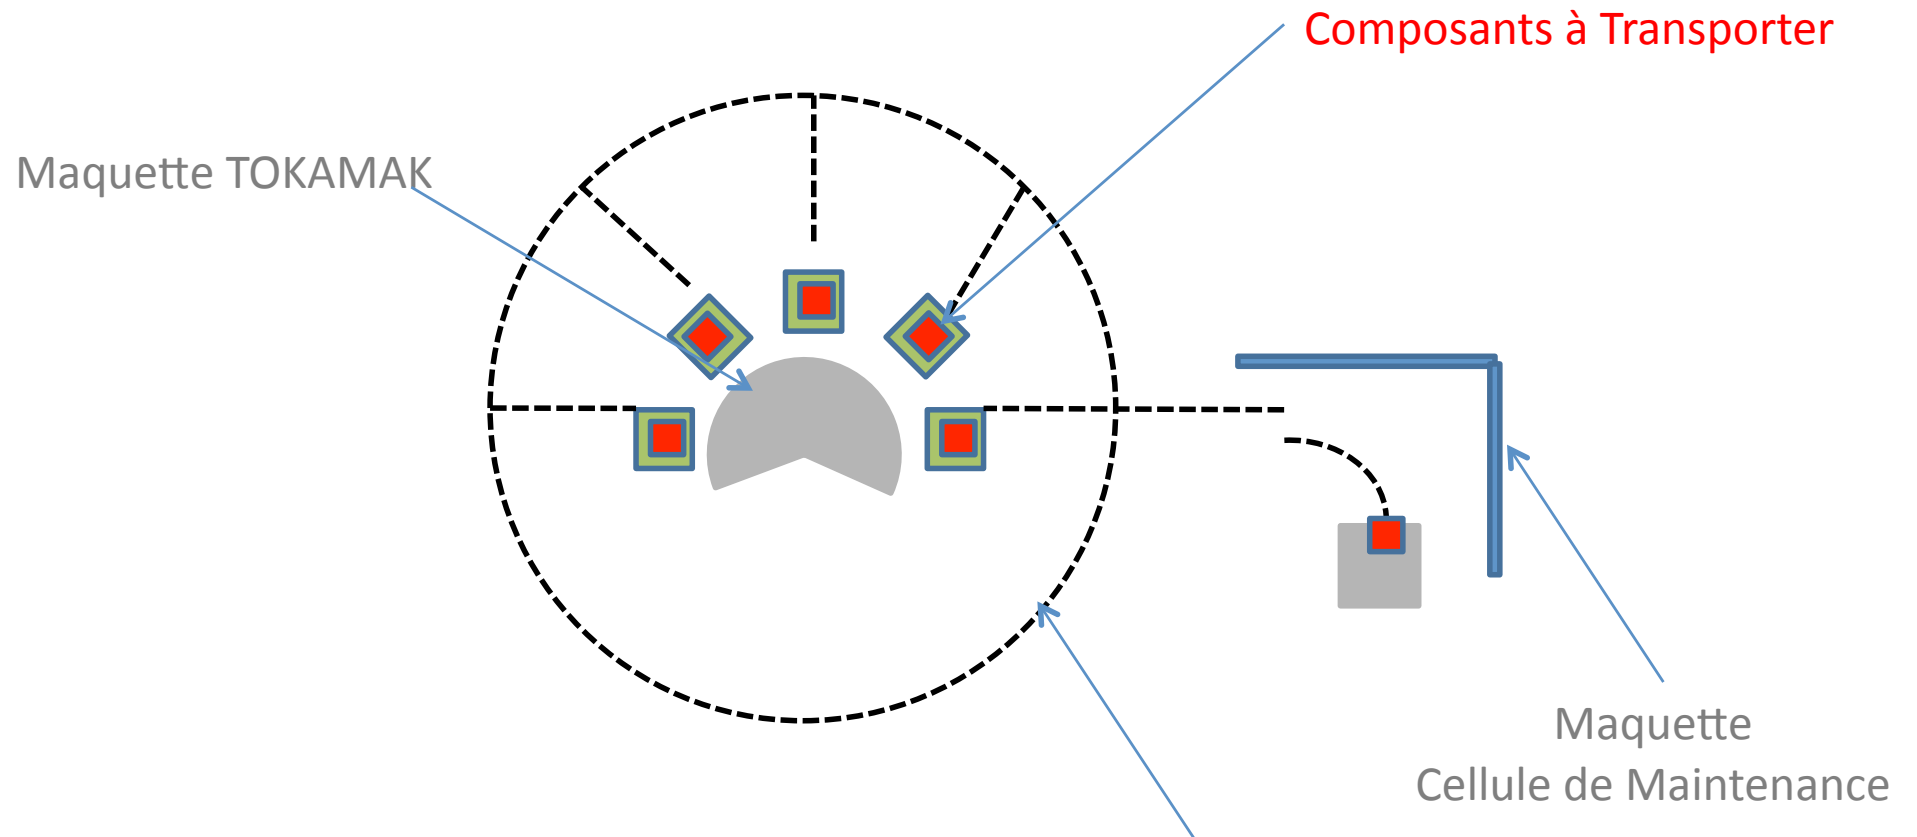 Composants à Transporter
Maquette TOKAMAK
Maquette
Cellule de Maintenance